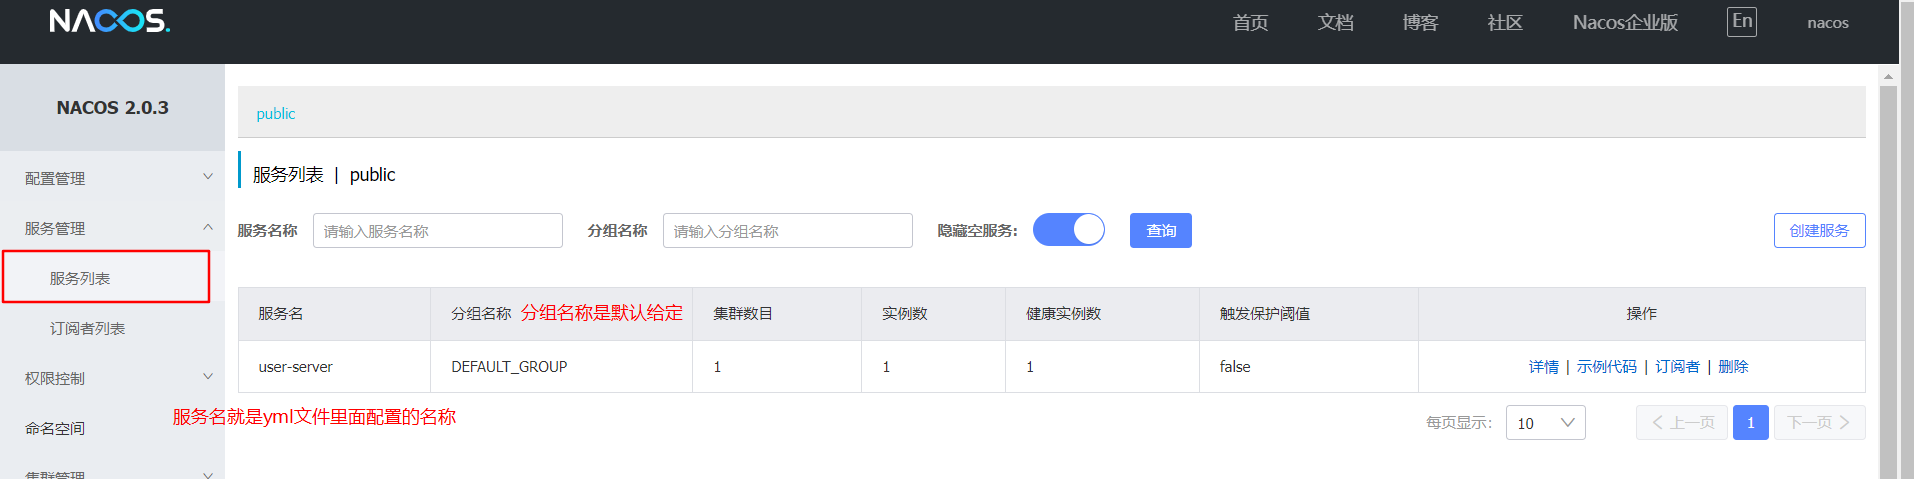 NACOS.
首页 文档 博客 社区 Nacos企业版 En nacos
NACOS 2.0.3
配置管理
服务管理
服务列表
订阅者列表
权限控制
命名空间
集群管理
public
服务列表 | public
服务名称 请输入服务名称 分组名称 请输入分组名称 隐藏空服务: 查询 创建服务
服务名 分组名称 分组名称是默认给定 集群数目 实例数 健康实例数 触发保护阈值 操作
user-server DEFAULT_GROUP 1 1 1 false 详情 | 示例代码 | 订阅者 | 删除
服务名就是yml文件里面配置的名称
每页显示: 10 上一页 1 下一页